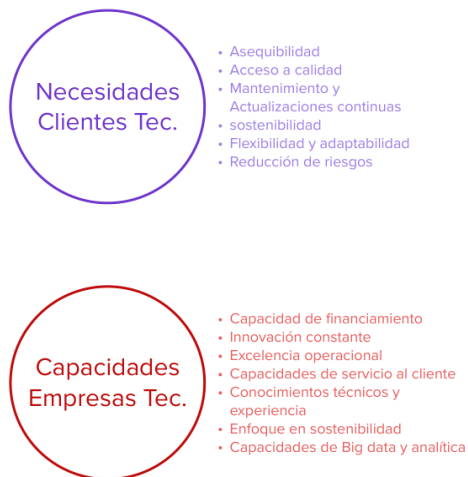 Necesidades
Clientes Tec.
• Asequibilidad
• Acceso a calidad
• Mantenimiento y
Actualizaciones continuas
• sostenibilidad
• Flexibilidad y adaptabilidad
• Reducción de riesgos
Capacidades
Empresas Tec.
• Capacidad de financiamiento
• Innovación constante
• Excelencia operacional
• Capacidades de servicio al cliente
• Conocimientos técnicos y
experiencia
• Enfoque en sostenibilidad
• Capacidades de Big data y analítica